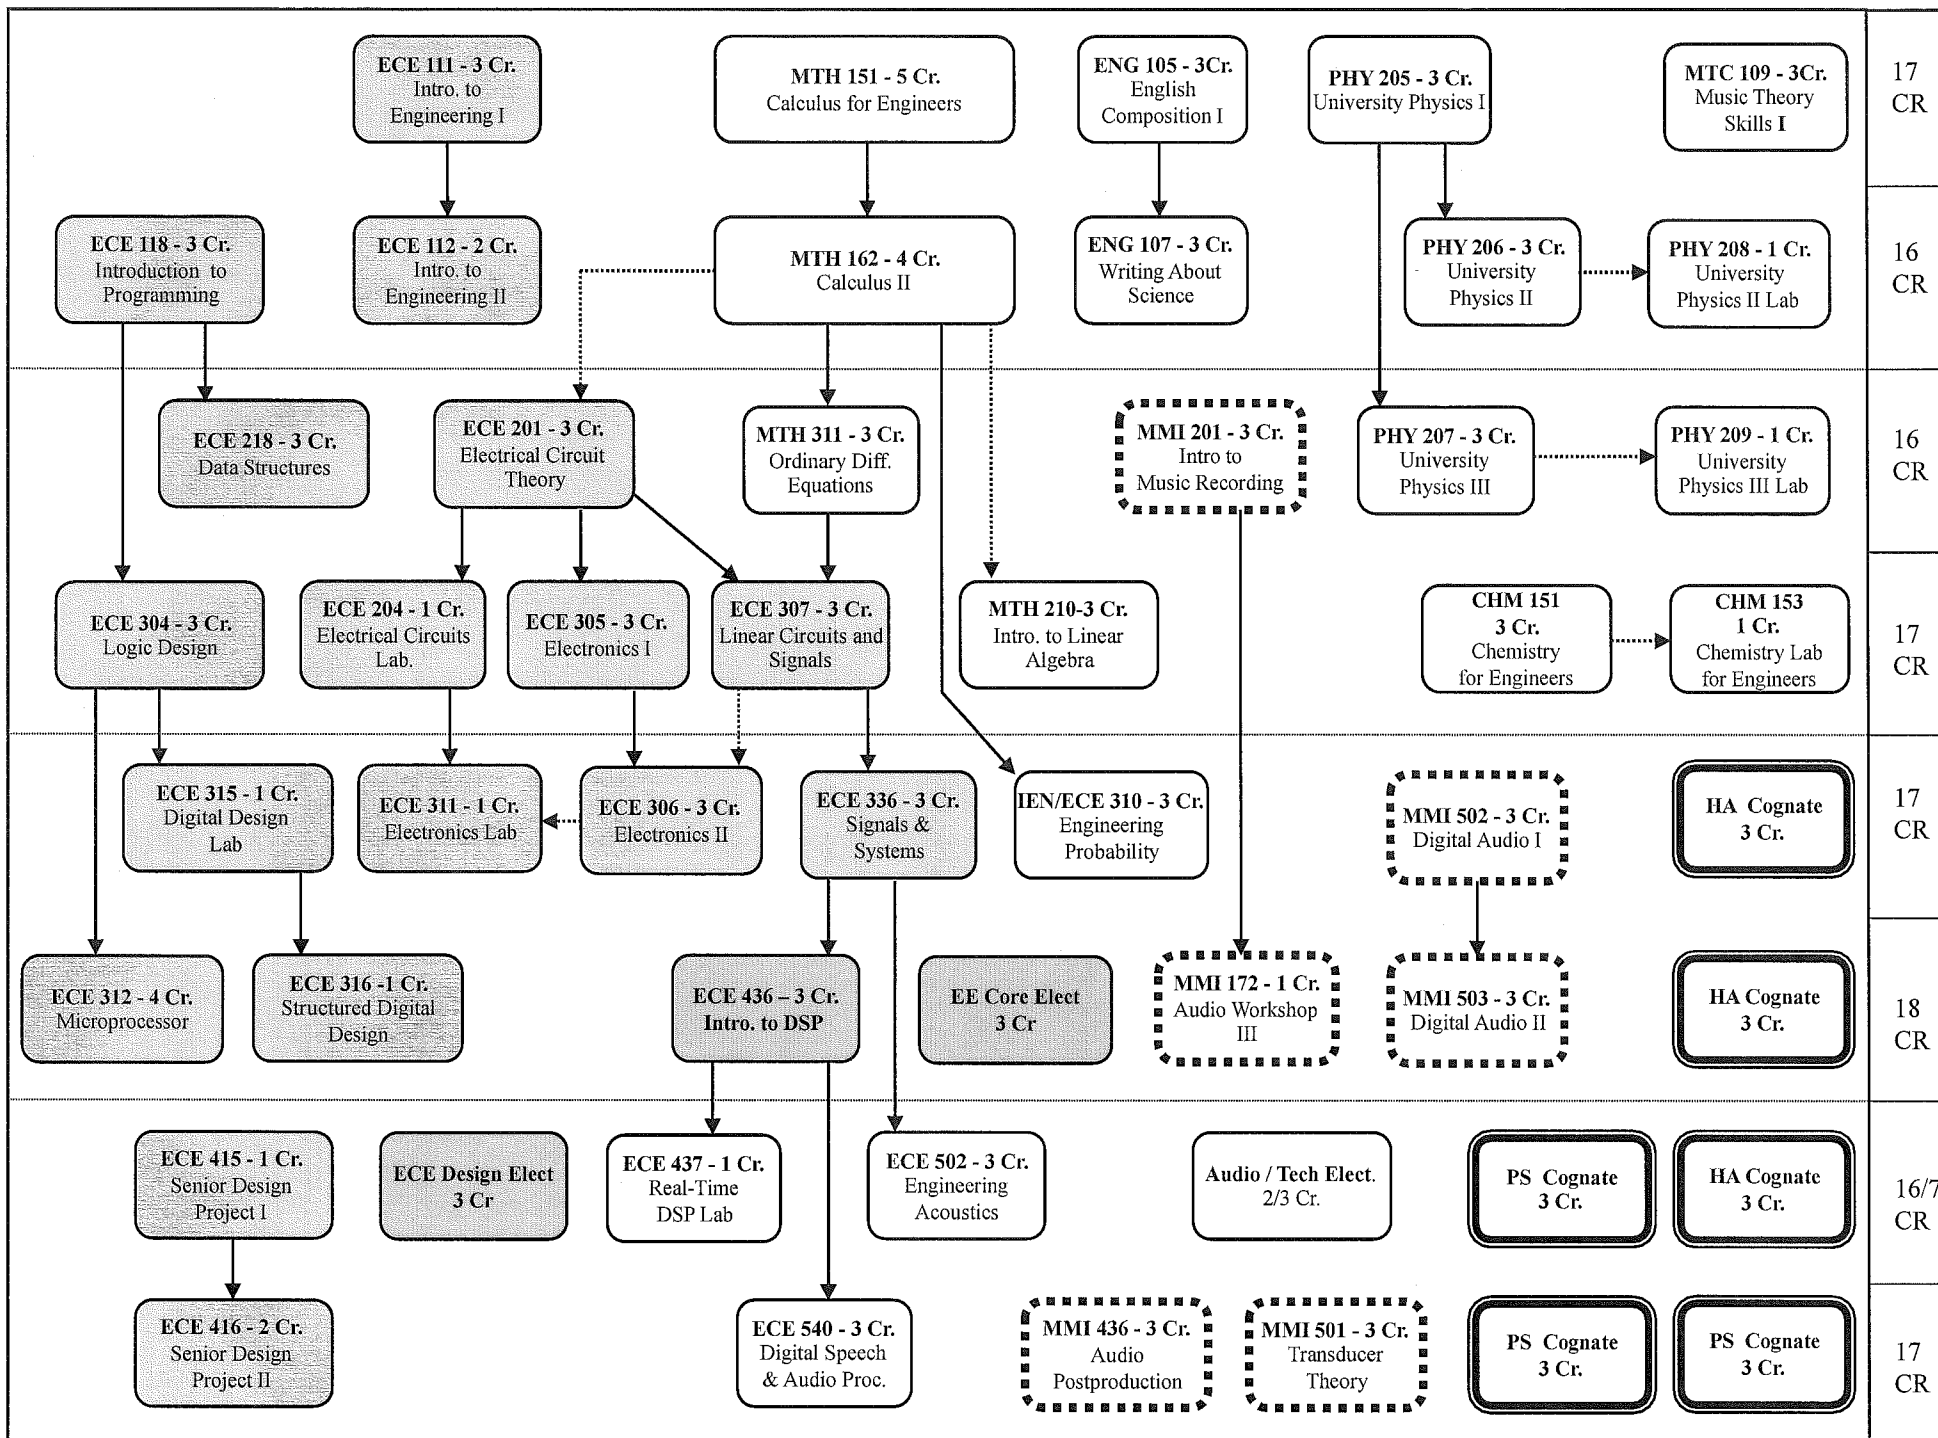 ECE 111 - 3 Cr.
Intro. to
Engineering I
MTH 151 - 5 Cr.
Calculus for Engineers
ENG 105 - 3Cr.
English
Composition I
PHY 205 - 3 Cr.
University Physics I
MTC 109 - 3Cr.
Music Theory
Skills I
17
CR
ECE 118 - 3 Cr.
Introduction to
Programming
ECE 112 - 2 Cr.
Intro. to
Engineering II
MTH 162 - 4 Cr.
Calculus II
ENG 107 - 3 Cr.
Writing About
Science
PHY 206 - 3 Cr.
University
Physics II
PHY 208 - 1 Cr.
University
Physics II Lab
16
CR
ECE 218 - 3 Cr.
Data Structures
ECE 201 - 3 Cr.
Electrical Circuit
Theory
MTH 311 - 3 Cr.
Ordinary Diff.
Equations
MMI 201 - 3 Cr.
Intro to
Music Recording
PHY 207 - 3 Cr.
University
Physics III
PHY 209 - 1 Cr.
University
Physics III Lab
16
CR
ECE 304 - 3 Cr.
Logic Design
ECE 204 - 1 Cr.
Electrical Circuits
Lab.
ECE 305 - 3 Cr.
Electronics I
ECE 307 - 3 Cr.
Linear Circuits and
Signals
MTH 210-3 Cr.
Intro. to Linear
Algebra
CHM 151
3 Cr.
Chemistry
for Engineers
CHM 153
1 Cr.
Chemistry Lab
for Engineers
17
CR
ECE 315 - 1 Cr.
Digital Design
Lab
ECE 311 - 1 Cr.
Electronics Lab
ECE 306 - 3 Cr.
Electronics II
ECE 336 - 3 Cr.
Signals &
Systems
IEN/ECE 310 - 3 Cr.
Engineering
Probability
MMI 502 - 3 Cr.
Digital Audio I
HA Cognate
3 Cr.
17
CR
ECE 312 - 4 Cr.
Microprocessor
ECE 316 -1 Cr.
Structured Digital
Design
ECE 436 – 3 Cr.
Intro. to DSP
EE Core Elect
3 Cr
MMI 172 - 1 Cr.
Audio Workshop
III
MMI 503 - 3 Cr.
Digital Audio II
HA Cognate
3 Cr.
18
CR
ECE 415 - 1 Cr.
Senior Design
Project I
ECE Design Elect
3 Cr
ECE 437 - 1 Cr.
Real-Time
DSP Lab
ECE 502 - 3 Cr.
Engineering
Acoustics
Audio / Tech Elect.
2/3 Cr.
PS Cognate
3 Cr.
HA Cognate
3 Cr.
16/7
CR
ECE 416 - 2 Cr.
Senior Design
Project II
ECE 540 - 3 Cr.
Digital Speech
& Audio Proc.
MMI 436 - 3 Cr.
Audio
Postproduction
MMI 501 - 3 Cr.
Transducer
Theory
PS Cognate
3 Cr.
PS Cognate
3 Cr.
17
CR